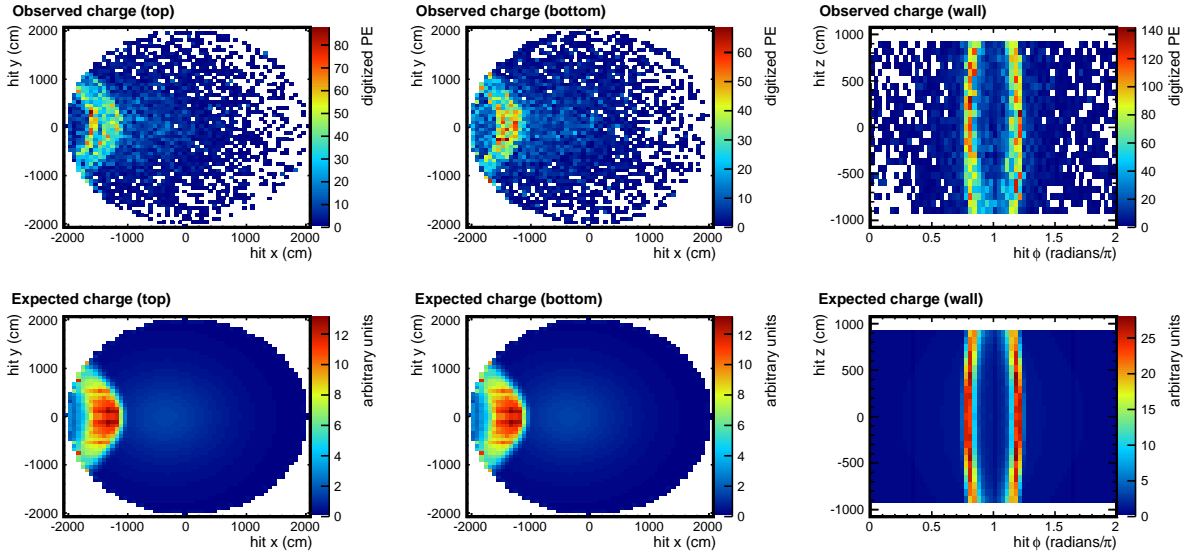 Observed charge (top)
hit y (cm)
2000
1000
0
-1000
-2000
-2000 -1000 0 1000 2000
hit x (cm)
80
70
60
50
40
30
20
10
0
digitized PE
Observed charge (bottom)
hit y (cm)
2000
1000
0
-1000
-2000
-2000 -1000 0 1000 2000
hit x (cm)
60
50
40
30
20
10
0
digitized PE
Observed charge (wall)
hit z (cm)
1000
500
0
-500
-1000
0 0.5 1 1.5 2
hit ϕ (radians/π)
140
120
100
80
60
40
20
0
digitized PE
Expected charge (top)
hit y (cm)
2000
1000
0
-1000
-2000
-2000 -1000 0 1000 2000
hit x (cm)
12
10
8
6
4
2
0
arbitrary units
Expected charge (bottom)
hit y (cm)
2000
1000
0
-1000
-2000
-2000 -1000 0 1000 2000
hit x (cm)
12
10
8
6
4
2
0
arbitrary units
Expected charge (wall)
hit z (cm)
1000
500
0
-500
-1000
0 0.5 1 1.5 2
hit ϕ (radians/π)
25
20
15
10
5
0
arbitrary units